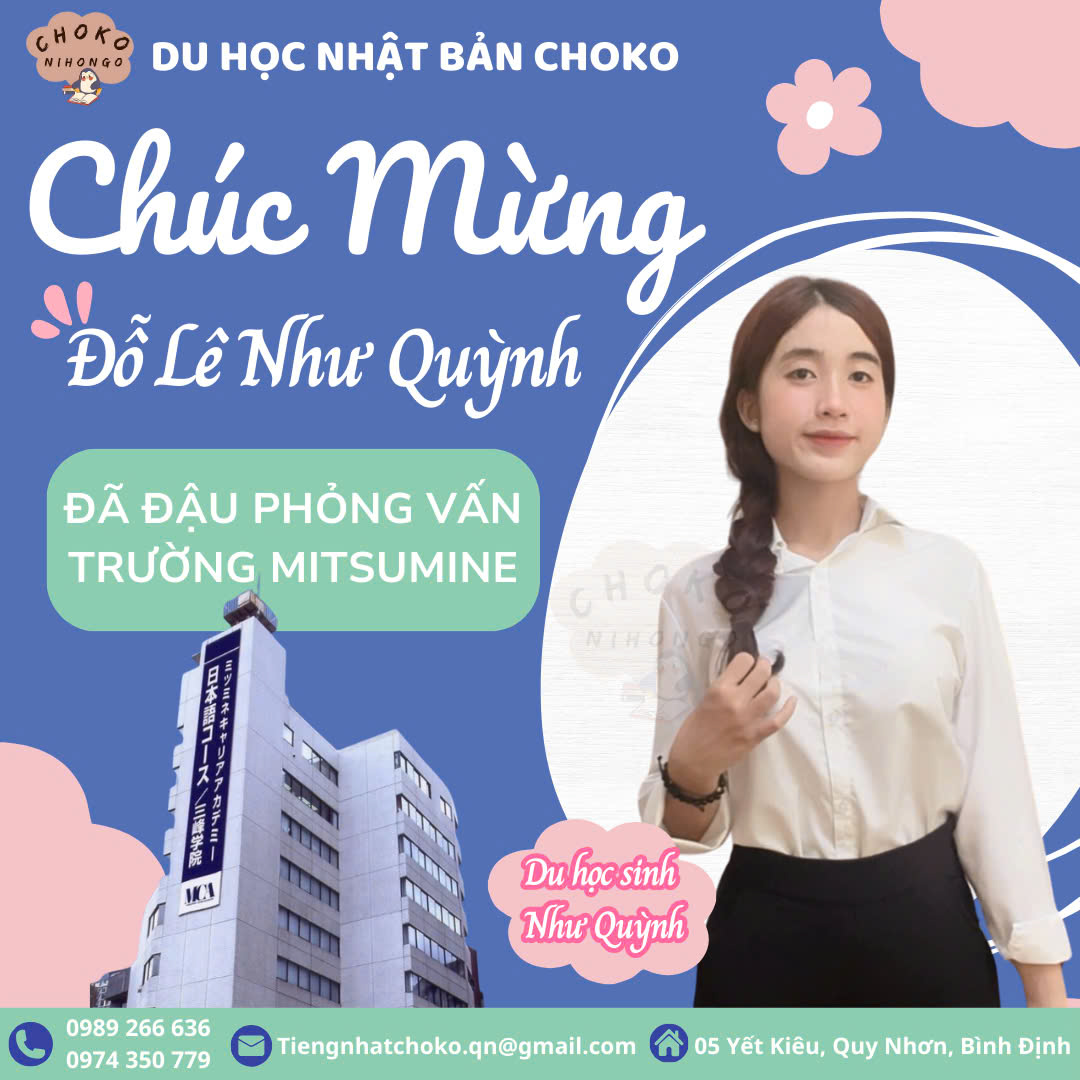 CHOKO
NIHONGO
DU HỌC NHẬT BẢN CHOKO
Chúc Mừng
Đỗ Lê Như Quỳnh
ĐÃ ĐẬU PHỎNG VẤN
TRƯỜNG MITSUMINE
CHOKO
NIHONGO
ミツミネキャリアアカデミー
日本語コース／三峰学院
MCA
Du học sinh
Như Quỳnh
0989 266 636
0974 350 779
Tiengnhatchoko.qn@gmail.com
05 Yết Kiêu, Quy Nhơn, Bình Định